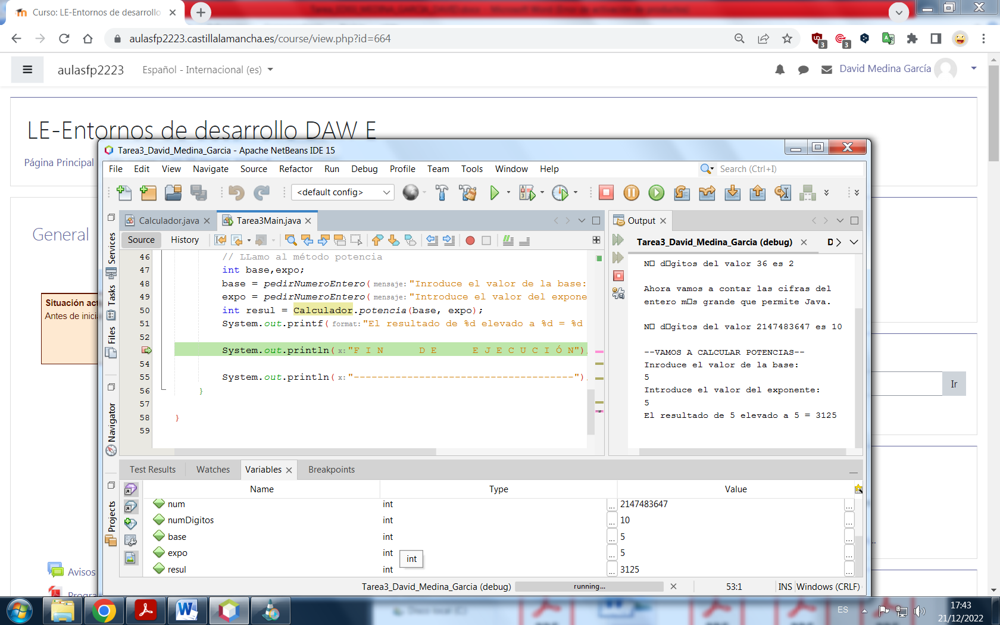 Curso: LE-Entornos de desarrollo
aulasfp2223.castillalamancha.es/course/view.php?id=664
3
3
aulasfp2223
Español - Internacional (es)
David Medina García
LE-Entornos de desarrollo DAW E
Página Principal
General
Situación act
Antes de inicia
Ir
Avisos
Tarea3_David_Medina_Garcia - Apache NetBeans IDE 15
File Edit View Navigate Source Refactor Run Debug Profile Team Tools Window Help
Search (Ctrl+I)
<default config>
Calculador.java
Tarea3Main.java
Source History
Services
Tasks
Files
Navigator
Projects
46 // LLamo al método potencia
47 int base,expo;
48 base = pedirNumeroEntero( mensaje: "Inroduce el valor de la base:
49 expo = pedirNumeroEntero( mensaje: "Introduce el valor del expone
50 int resul = Calculador.potencia(base, expo);
51 System.out.printf( format: "El resultado de %d elevado a %d = %d
52
System.out.println( x: "F I N D E E J E C U C I Ó N")
54
55 System.out.println( x: "-------------------------------------")
56 }
57
58 }
59
Output
Tarea3_David_Medina_Garcia (debug)
D
N□ d□gitos del valor 36 es 2
Ahora vamos a contar las cifras del
entero m□s grande que permite Java.
N□ d□gitos del valor 2147483647 es 10
--VAMOS A CALCULAR POTENCIAS--
Inroduce el valor de la base:
5
Introduce el valor del exponente:
5
El resultado de 5 elevado a 5 = 3125
Test Results Watches Variables Breakpoints
Name Type Value
num int ... 2147483647 ...
numDigitos int ... 10 ...
base int ... 5 ...
expo int ... 5 ...
resul int ... 3125 ...
int
Tarea3_David_Medina_Garcia (debug) running... 53:1 INS Windows (CRLF)
ES
17:43
21/12/2022